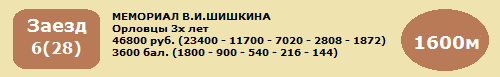 Заезд
6(28)
МЕМОРИАЛ В.И.ШИШКИНА
Орловцы 3х лет
46800 руб. (23400 - 11700 - 7020 - 2808 - 1872)
3600 бал. (1800 - 900 - 540 - 216 - 144)
1600м